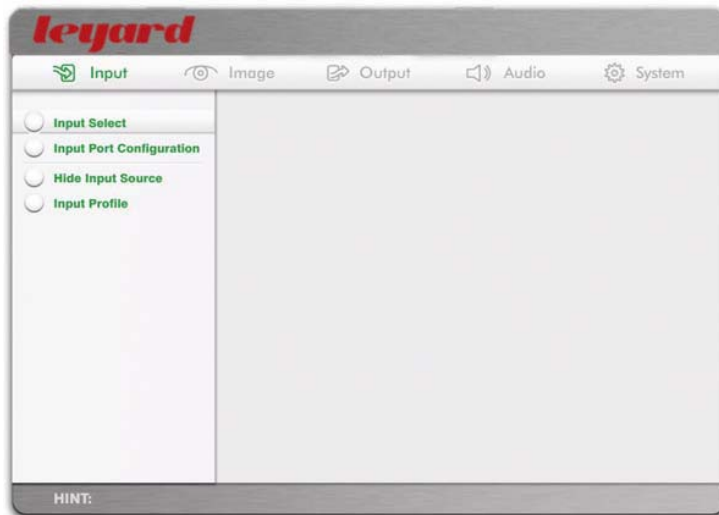 leyard
Input Image Output Audio System
Input Select
Input Port Configuration
Hide Input Source
Input Profile
HINT: